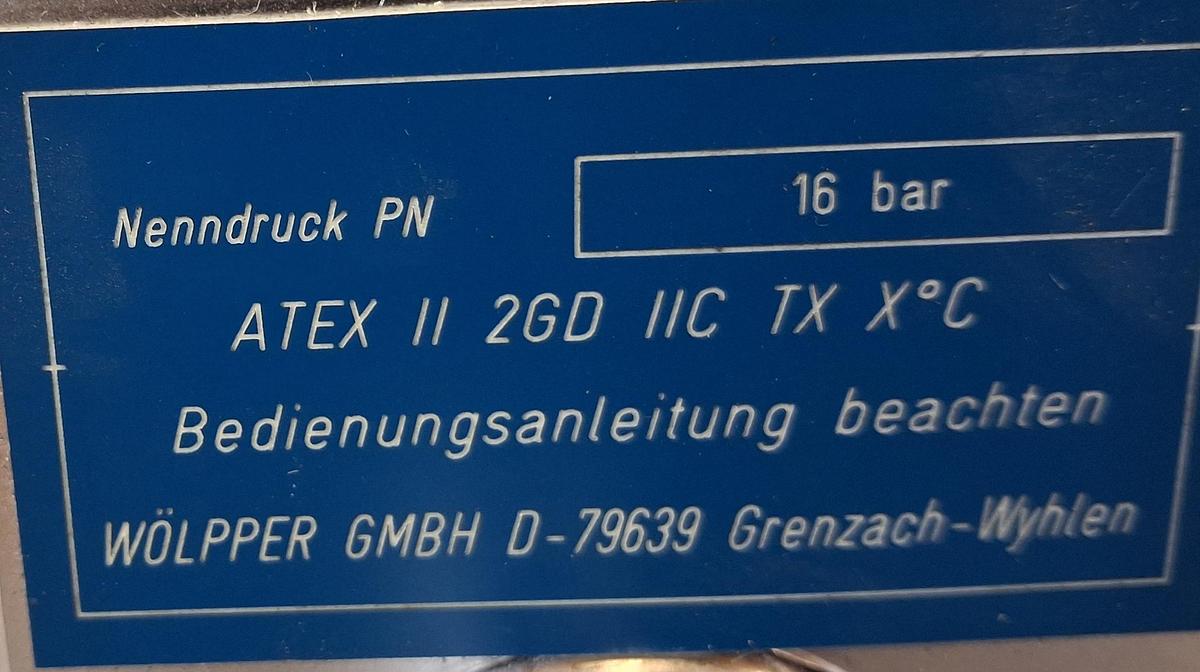 Nenndruck PN 16 bar
ATEX II 2GD IIC TX X°C
Bedienungsanleitung beachten
WÖLPPER GMBH D-79639 Grenzach-Wyhlen